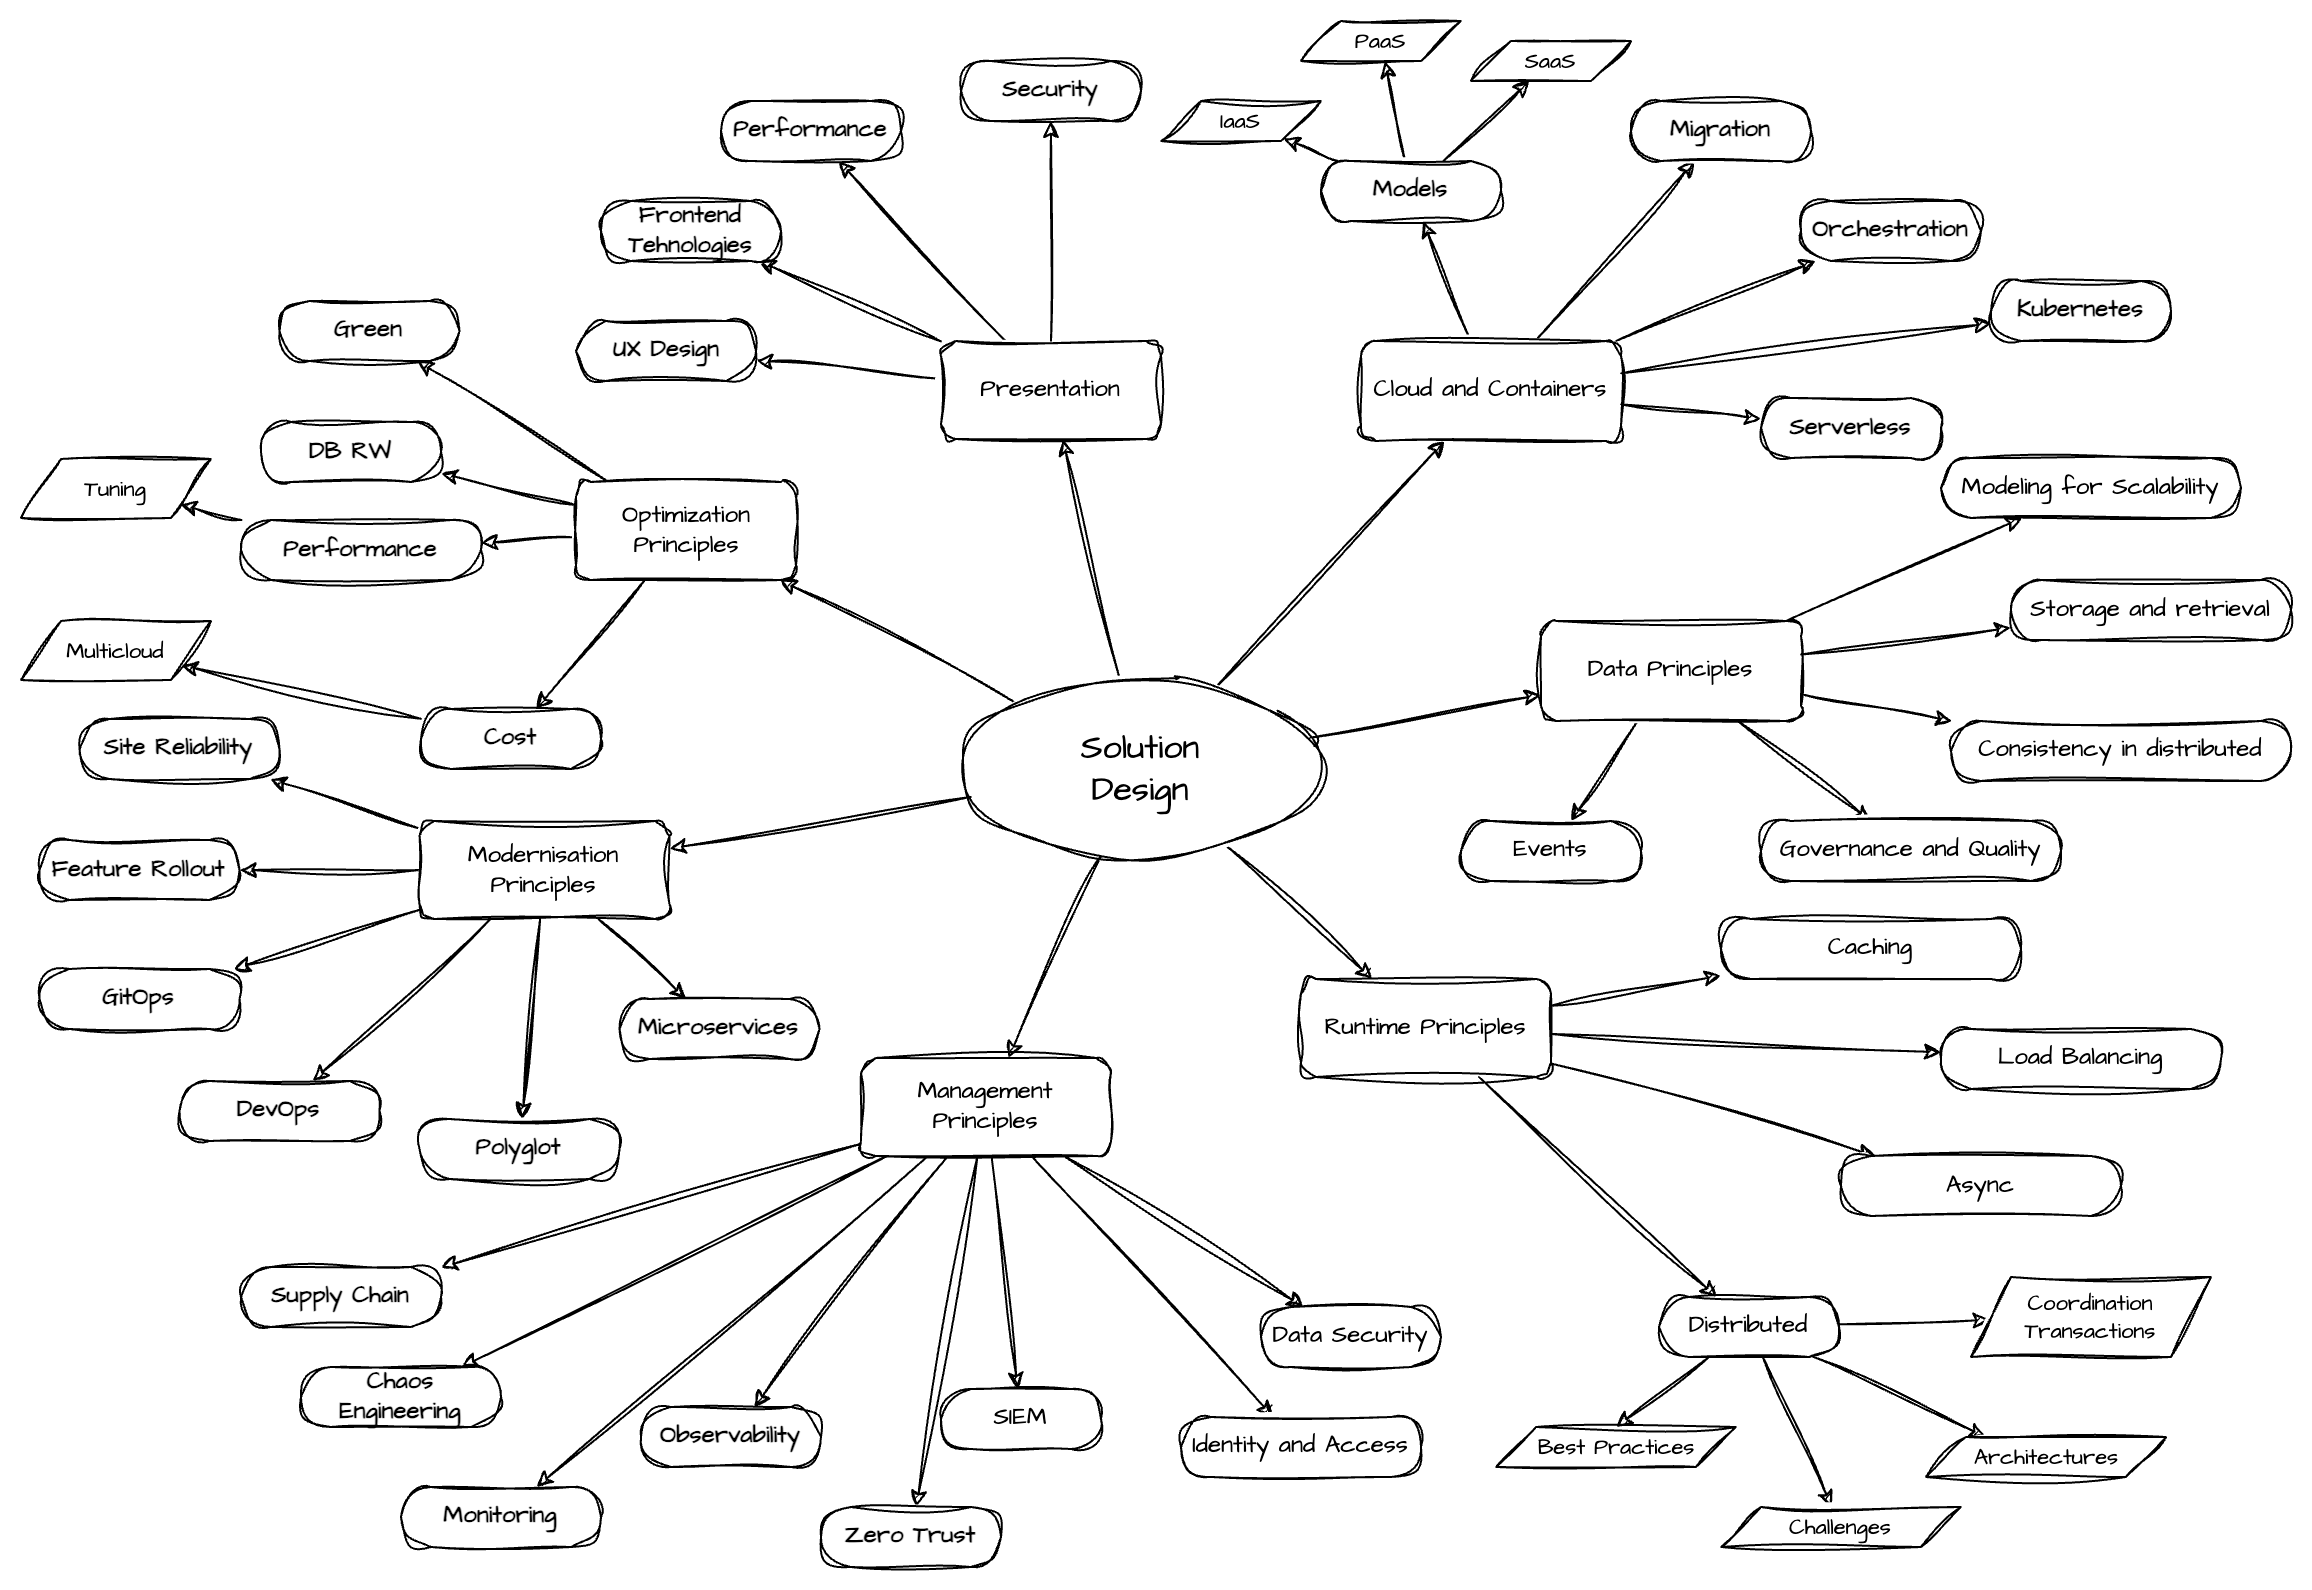 PaaS
SaaS
Security
IaaS
Performance
Migration
Models
Frontend
Tehnologies
Orchestration
Green
UX Design
Kubernetes
Presentation
Cloud and Containers
DB RW
Serverless
Tuning
Modeling for Scalability
Optimization
Principles
Performance
Storage and retrieval
Multicloud
Data Principles
Cost
Site Reliability
Solution
Design
Consistency in distributed
Modernisation
Principles
Feature Rollout
Events
Governance and Quality
Caching
GitOps
Microservices
Runtime Principles
Load Balancing
DevOps
Management
Principles
Polyglot
Async
Supply Chain
Data Security
Distributed
Coordination
Transactions
Chaos
Engineering
SIEM
Observability
Identity and Access
Best Practices
Architectures
Monitoring
Zero Trust
Challenges